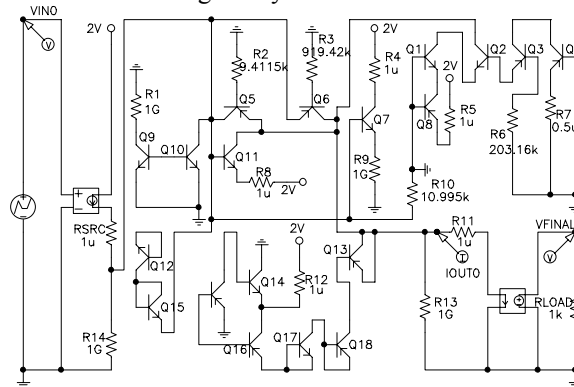 VIN0
V
2V
R3
919.42k
2V
R2
9.4115k
R4
1u
Q1
Q2
Q3
2V
R1
1G
Q5
Q6
Q7
Q8
R5
1u
R6
203.16k
R7
0.5u
Q9
Q10
Q11
R8
1u
2V
R9
1G
R10
10.995k
+
-
RSRC
1u
Q12
2V
Q13
R11
1u
VFINAL
I
IOUT0
V
Q14
R12
1u
Q15
R13
1G
RLOAD
1k
R14
1G
Q16
Q17
Q18